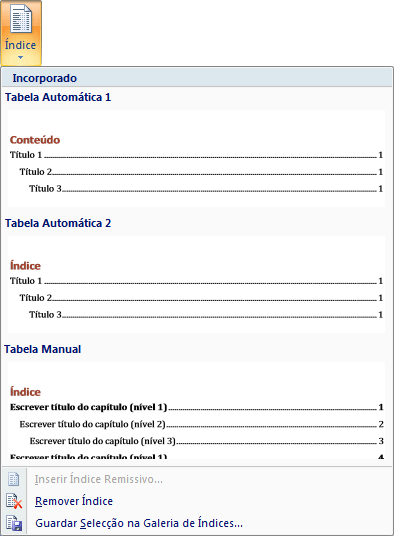 Índice
Incorporado
Tabela Automática 1
Conteúdo
Título 1 1
Título 2 1
Título 3 1
Tabela Automática 2
Índice
Título 1 1
Título 2 1
Título 3 1
Tabela Manual
Índice
Escrever título do capítulo (nível 1) 1
Escrever título do capítulo (nível 2) 2
Escrever título do capítulo (nível 3) 3
Escrever título do capítulo (nível 1) 4
Inserir Índice Remissivo...
Remover Índice
Guardar Selecção na Galeria de Índices...